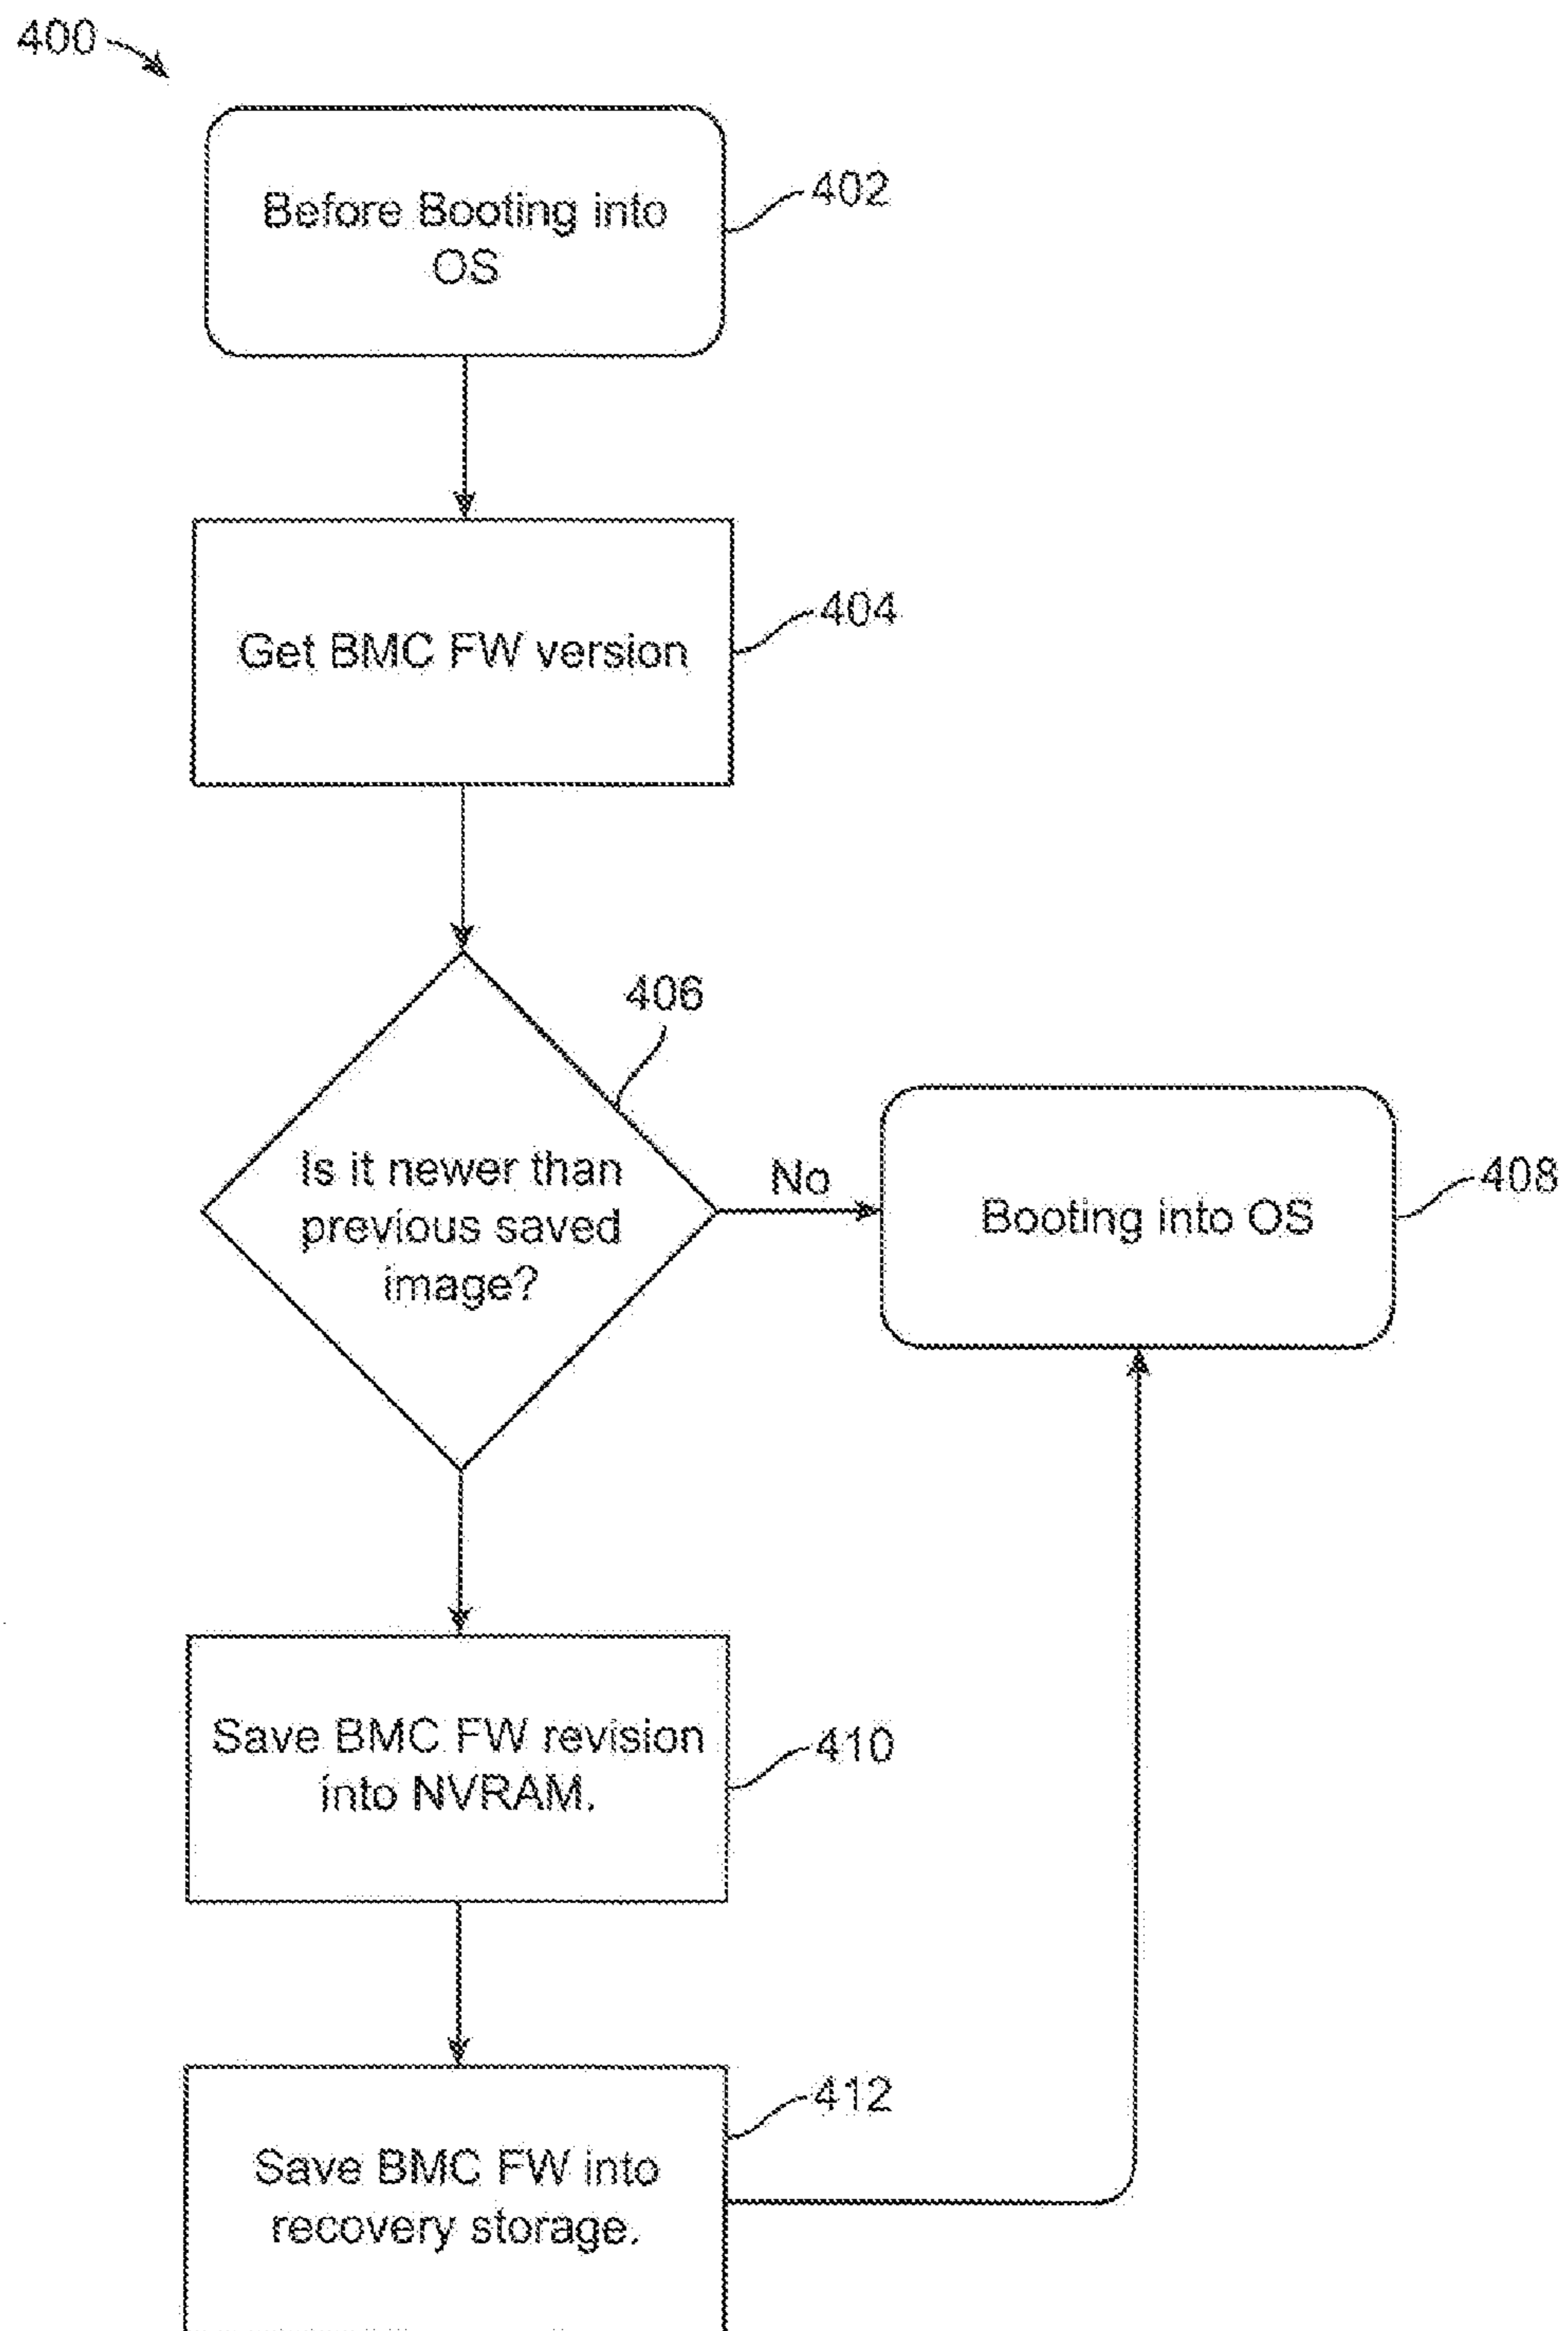 400
Before Booting into
OS
402
Get BMC FW version
404
406
Is it newer than
previous saved
image?
No
Booting into OS
408
Save BMC FW revision
into NVRAM.
410
412
Save BMC FW into
recovery storage.